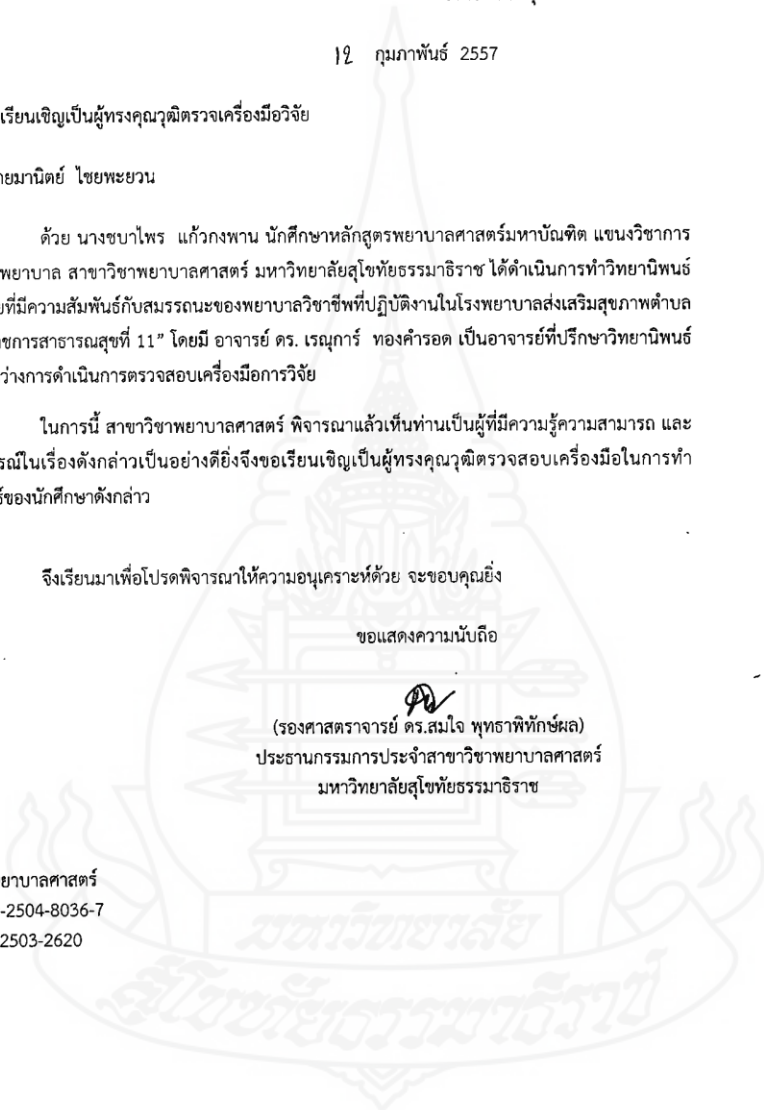 12 กุมภาพันธ์ 2557
เรียนเชิญเป็นผู้ทรงคุณวุฒิตรวจเครื่องมือวิจัย
ายมานิตย์ ไชยพะยวน
ด้วย นางชบาไพร แก้วกงพาน นักศึกษาหลักสูตรพยาบาลศาสตร์มหาบัณฑิต แขนงวิชาการ
พยาบาล สาขาวิชาพยาบาลศาสตร์ มหาวิทยาลัยสุโขทัยธรรมาธิราช ได้ดำเนินการทำวิทยานิพนธ์
ยที่มีความสัมพันธ์กับสมรรถนะของพยาบาลวิชาชีพที่ปฏิบัติงานในโรงพยาบาลส่งเสริมสุขภาพตำบล
าชการสาธารณสุขที่ 11" โดยมี อาจารย์ ดร. เรณุการ์ ทองคำรอด เป็นอาจารย์ที่ปรึกษาวิทยานิพนธ์
ว่างการดำเนินการตรวจสอบเครื่องมือการวิจัย
ในการนี้ สาขาวิชาพยาบาลศาสตร์ พิจารณาแล้วเห็นท่านเป็นผู้ที่มีความรู้ความสามารถ และ
รณ์ในเรื่องดังกล่าวเป็นอย่างดียิ่งจึงขอเรียนเชิญเป็นผู้ทรงคุณวุฒิตรวจสอบเครื่องมือในการทำ
ธ์ของนักศึกษาดังกล่าว
จึงเรียนมาเพื่อโปรดพิจารณาให้ความอนุเคราะห์ด้วย จะขอบคุณยิ่ง
ขอแสดงความนับถือ
(รองศาสตราจารย์ ดร.สมใจ พุทธาพิทักษ์ผล)
ประธานกรรมการประจำสาขาวิชาพยาบาลศาสตร์
มหาวิทยาลัยสุโขทัยธรรมาธิราช
ยาบาลศาสตร์
-2504-8036-7
2503-2620
มหาวิทยาลัย
สุโขทัยธรรมาธิราช